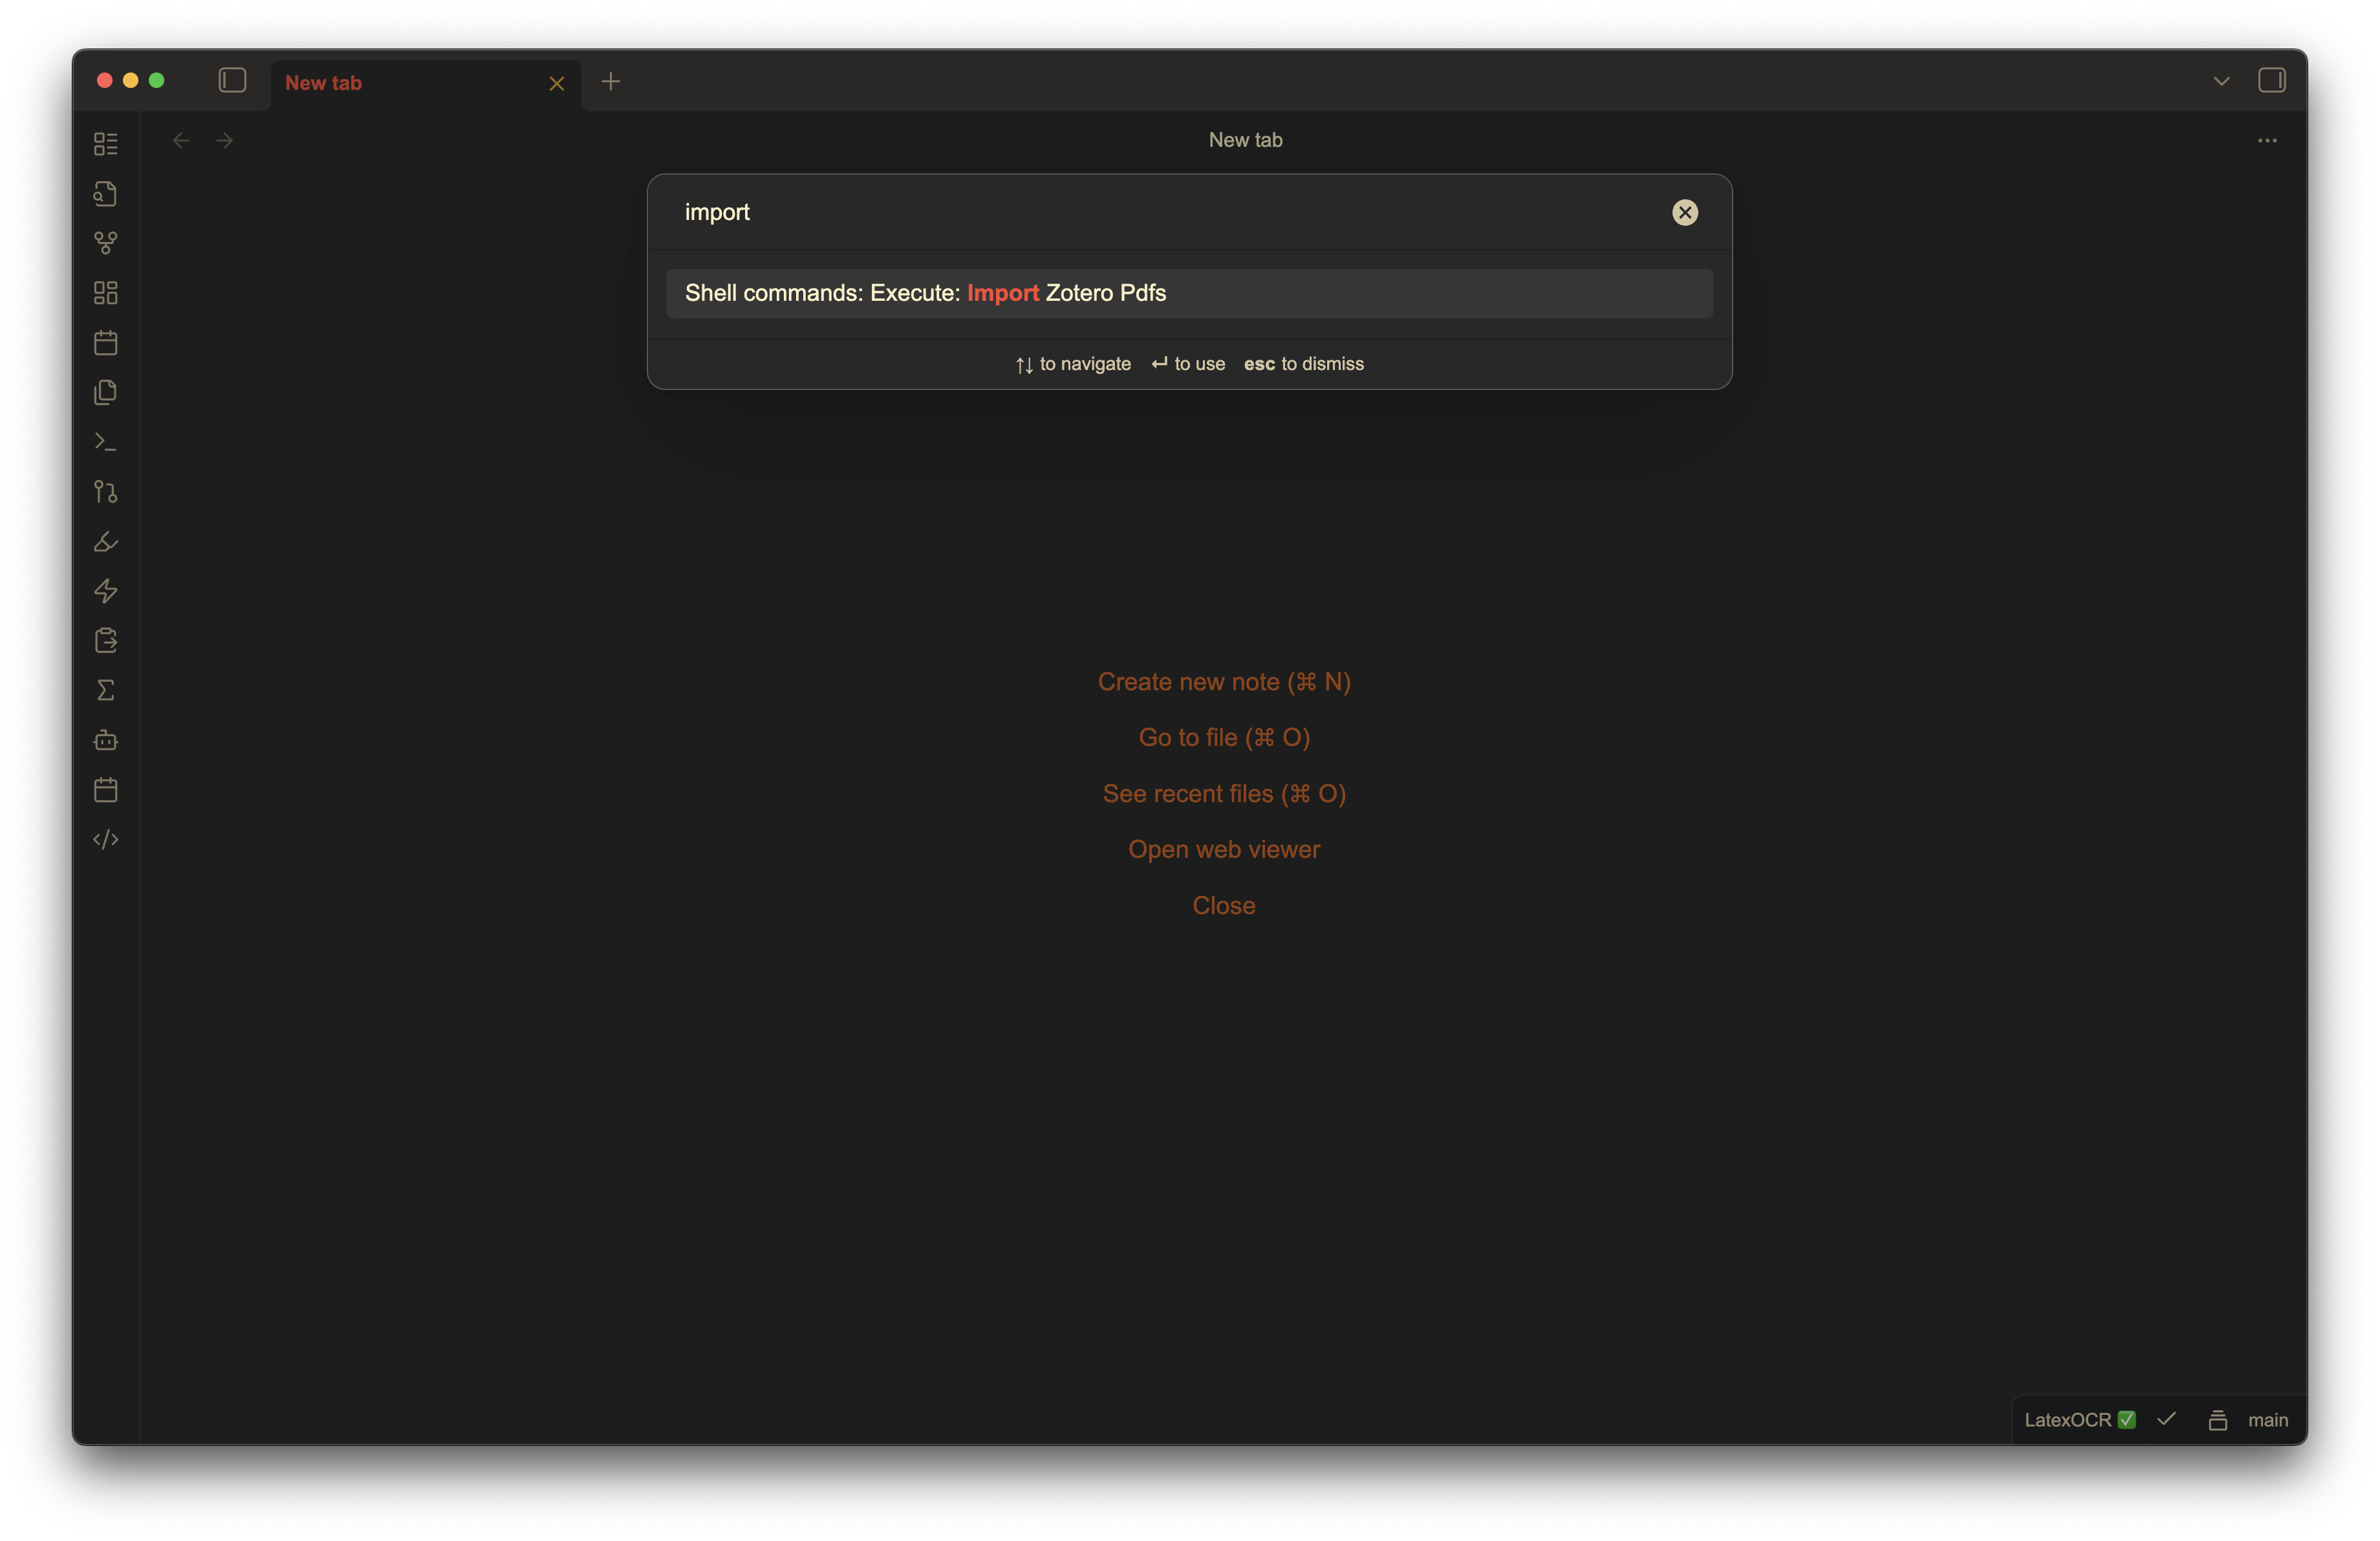 New tab
New tab
import
Shell commands: Execute: Import Zotero Pdfs
↑↓ to navigate ↵ to use esc to dismiss
Create new note (⌘ N)
Go to file (⌘ O)
See recent files (⌘ O)
Open web viewer
Close
LatexOCR ✅ main